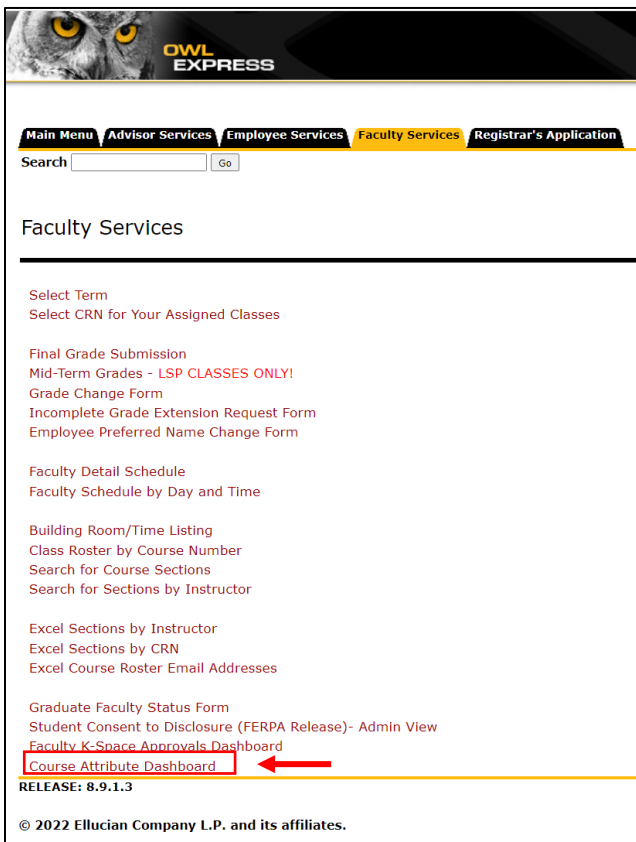 OWL
EXPRESS
Main Menu Advisor Services Employee Services Faculty Services Registrar's Application
Search Go
Faculty Services
Select Term
Select CRN for Your Assigned Classes
Final Grade Submission
Mid-Term Grades - LSP CLASSES ONLY!
Grade Change Form
Incomplete Grade Extension Request Form
Employee Preferred Name Change Form
Faculty Detail Schedule
Faculty Schedule by Day and Time
Building Room/Time Listing
Class Roster by Course Number
Search for Course Sections
Search for Sections by Instructor
Excel Sections by Instructor
Excel Sections by CRN
Excel Course Roster Email Addresses
Graduate Faculty Status Form
Student Consent to Disclosure (FERPA Release)- Admin View
Faculty K-Space Approvals Dashboard
Course Attribute Dashboard
RELEASE: 8.9.1.3
© 2022 Ellucian Company L.P. and its affiliates.